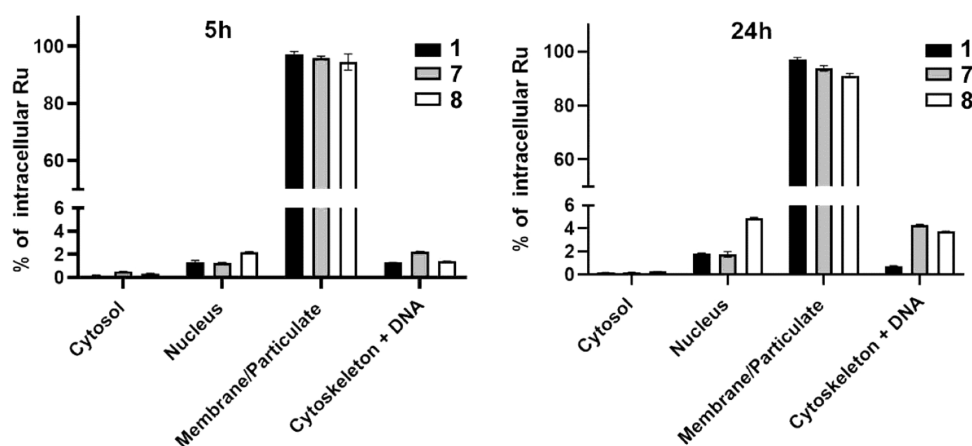 5h
% of intracellular Ru
100
80
60
6
4
2
0
1
7
8
Cytosol
Nucleus
Membrane/Particulate
Cytoskeleton + DNA
24h
% of intracellular Ru
100
80
60
6
4
2
0
1
7
8
Cytosol
Nucleus
Membrane/Particulate
Cytoskeleton + DNA